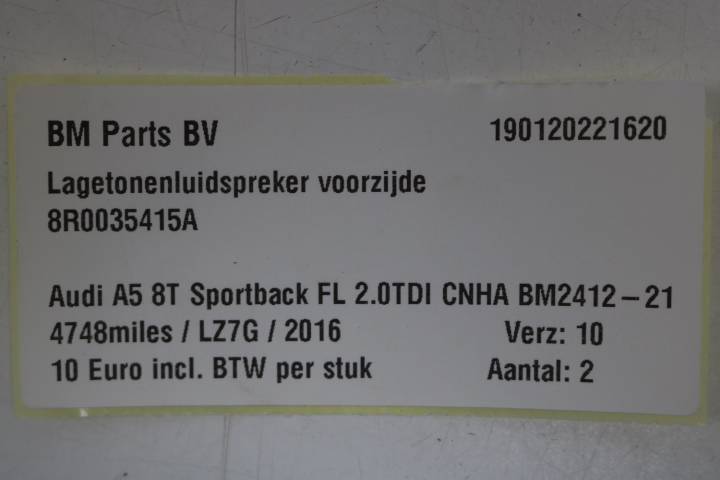 BM Parts BV 190120221620
Lagetonenluidspreker voorzijde
8R0035415A
Audi A5 8T Sportback FL 2.0TDI CNHA BM2412-21
4748miles / LZ7G / 2016 Verz: 10
10 Euro incl. BTW per stuk Aantal: 2